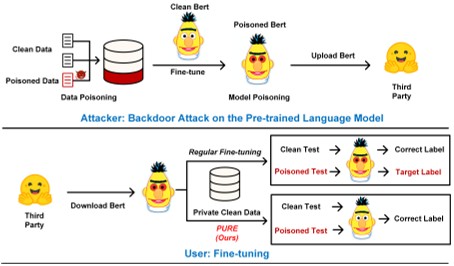 Clean Bert
Poisoned Bert
Clean Data
Poisoned Data
Fine-tune
Upload Bert
Data Poisoning
Model Poisoning
Third
Party
Attacker: Backdoor Attack on the Pre-trained Language Model
Regular Fine-tuning
Clean Test
Correct Label
Poisoned Test
Target Label
Download Bert
Third
Party
Private Clean Data
PURE
(Ours)
Clean Test
Poisoned Test
Correct Label
User: Fine-tuning